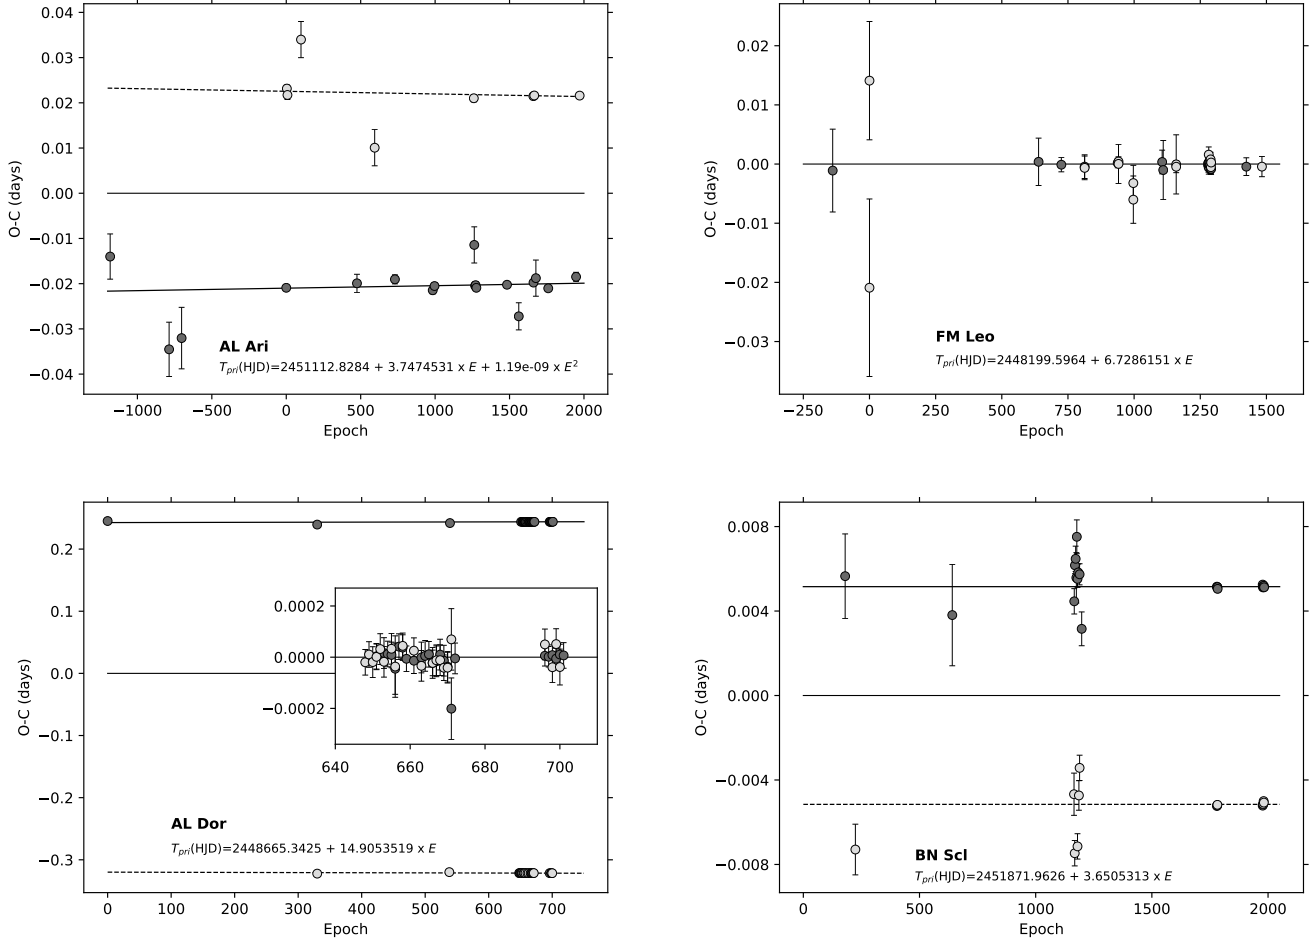 0.04
0.03
0.02
0.01
0.00
−0.01
−0.02
−0.03
−0.04
O-C (days)
AL Ari
T_pri(HJD)=2451112.8284 + 3.7474531 x E + 1.19e-09 x E²
−1000 −500 0 500 1000 1500 2000
Epoch
0.02
0.01
0.00
−0.01
−0.02
−0.03
O-C (days)
FM Leo
T_pri(HJD)=2448199.5964 + 6.7286151 x E
−250 0 250 500 750 1000 1250 1500
Epoch
0.2
0.1
0.0
−0.1
−0.2
−0.3
O-C (days)
0.0002
0.0000
−0.0002
640 660 680 700
AL Dor
T_pri(HJD)=2448665.3425 + 14.9053519 x E
0 100 200 300 400 500 600 700
Epoch
0.008
0.004
0.000
−0.004
−0.008
O-C (days)
BN Scl
T_pri(HJD)=2451871.9626 + 3.6505313 x E
0 500 1000 1500 2000
Epoch